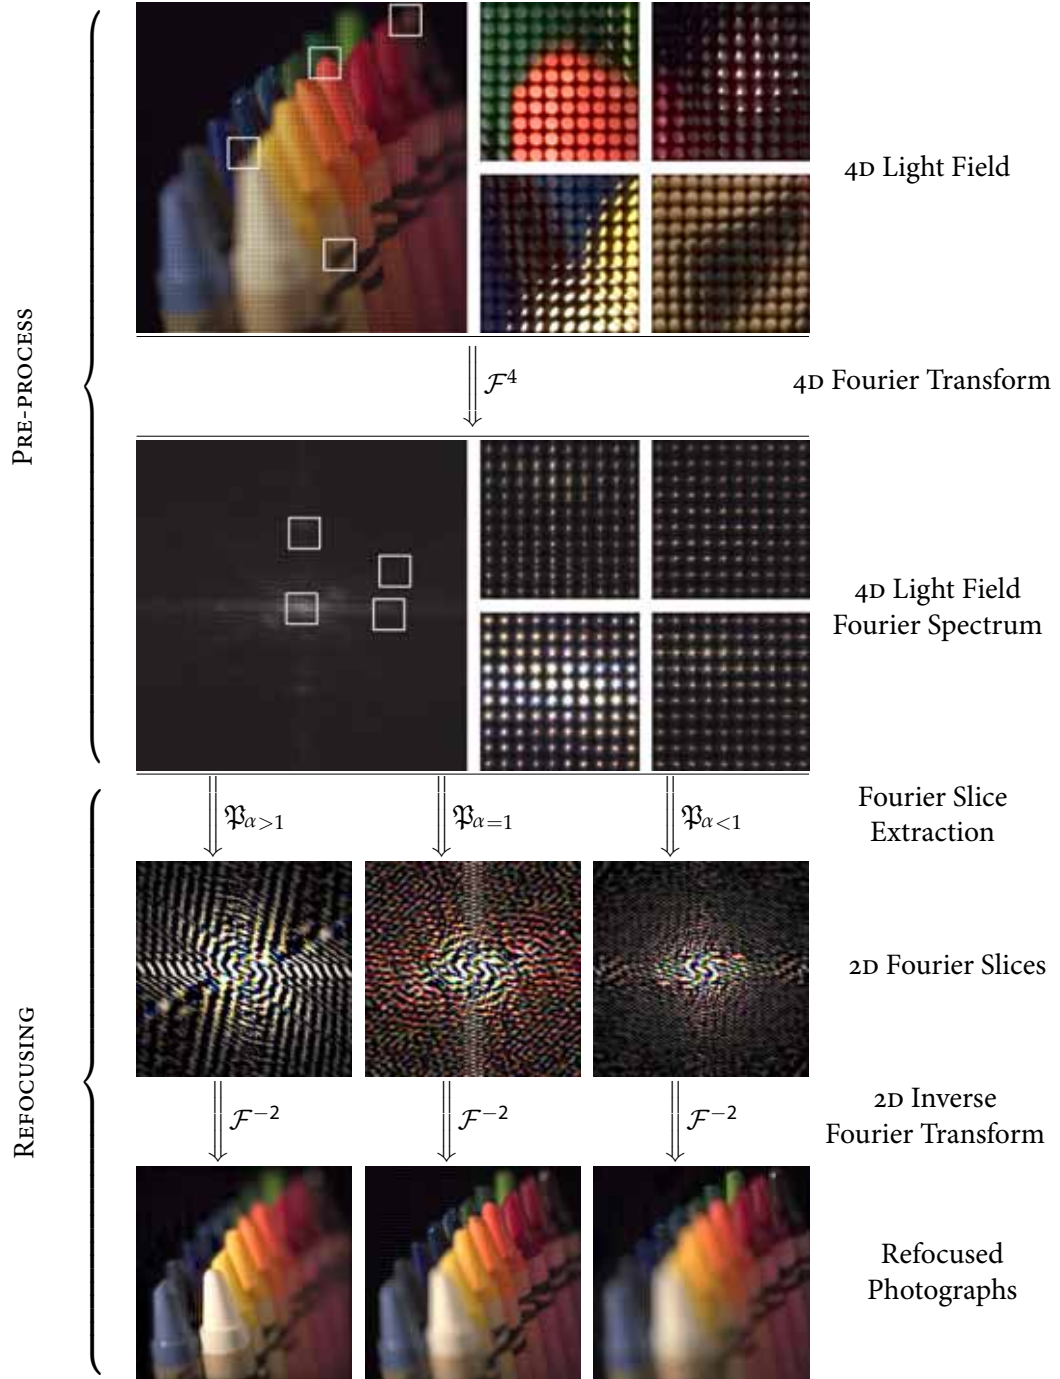 PRE-PROCESS
4D Light Field
ℱ⁴
4D Fourier Transform
4D Light Field
Fourier Spectrum
𝔓α>1
𝔓α=1
𝔓α<1
Fourier Slice
Extraction
REFOCUSING
2D Fourier Slices
ℱ⁻²
ℱ⁻²
ℱ⁻²
2D Inverse
Fourier Transform
Refocused
Photographs